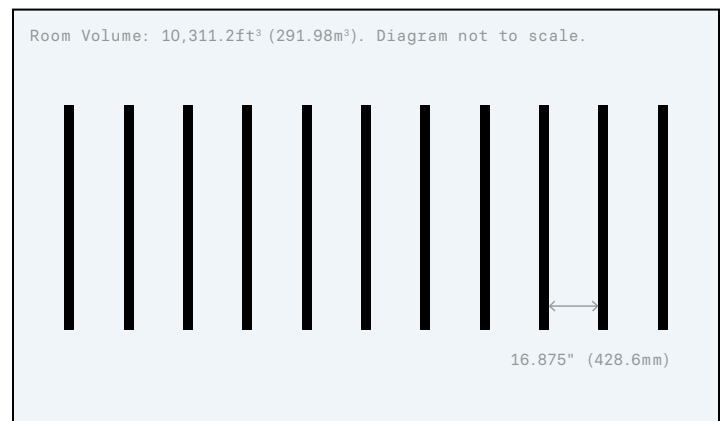 Room Volume: 10,311.2ft³ (291.98m³). Diagram not to scale.
16.875" (428.6mm)